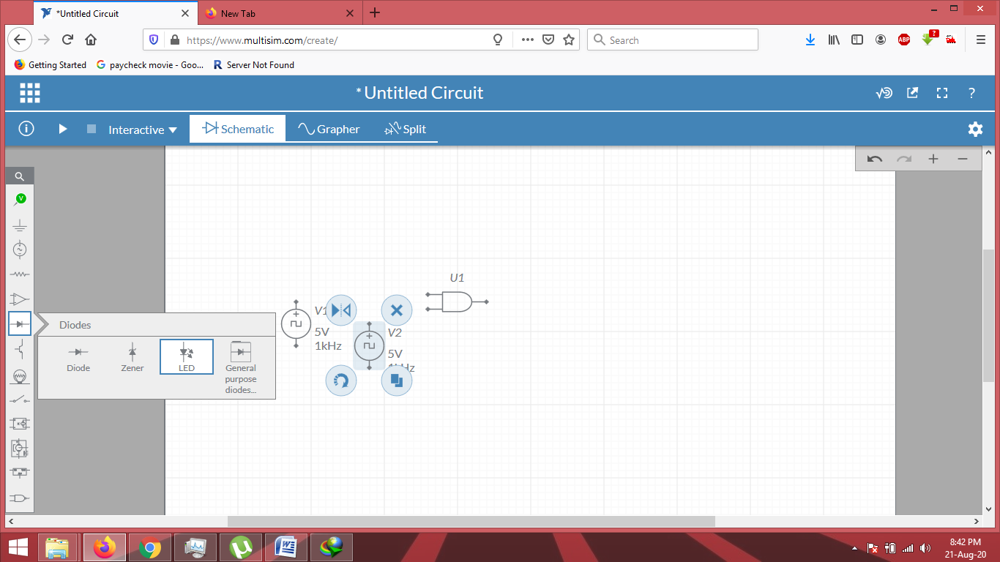 *Untitled Circuit
New Tab
https://www.multisim.com/create/
Search
ABP
?
Getting Started
paycheck movie - Goo...
R Server Not Found
*Untitled Circuit
?
Interactive
Schematic
Grapher
Split
V
U1
V1
5V
1kHz
V2
5V
Diodes
Diode
Zener
LED
General
purpose
diodes...
8:42 PM
21-Aug-20